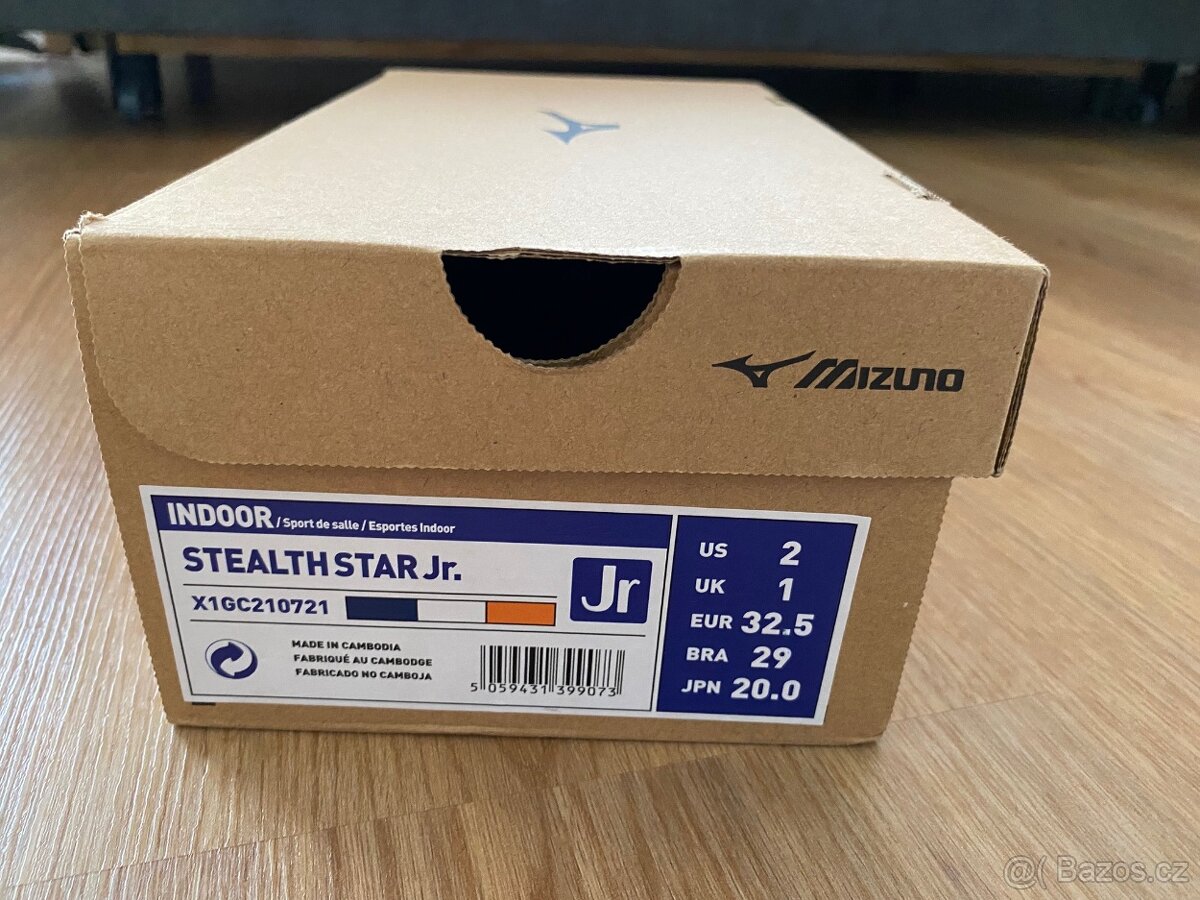 MIZUNO
INDOOR / Sport de salle / Esportes Indoor
STEALTH STAR Jr.
X1GC210721
Jr
MADE IN CAMBODIA
FABRIQUÉ AU CAMBODGE
FABRICADO NO CAMBOJA
5 059431 399073
US 2
UK 1
EUR 32.5
BRA 29
JPN 20.0
@( Bazos.cz